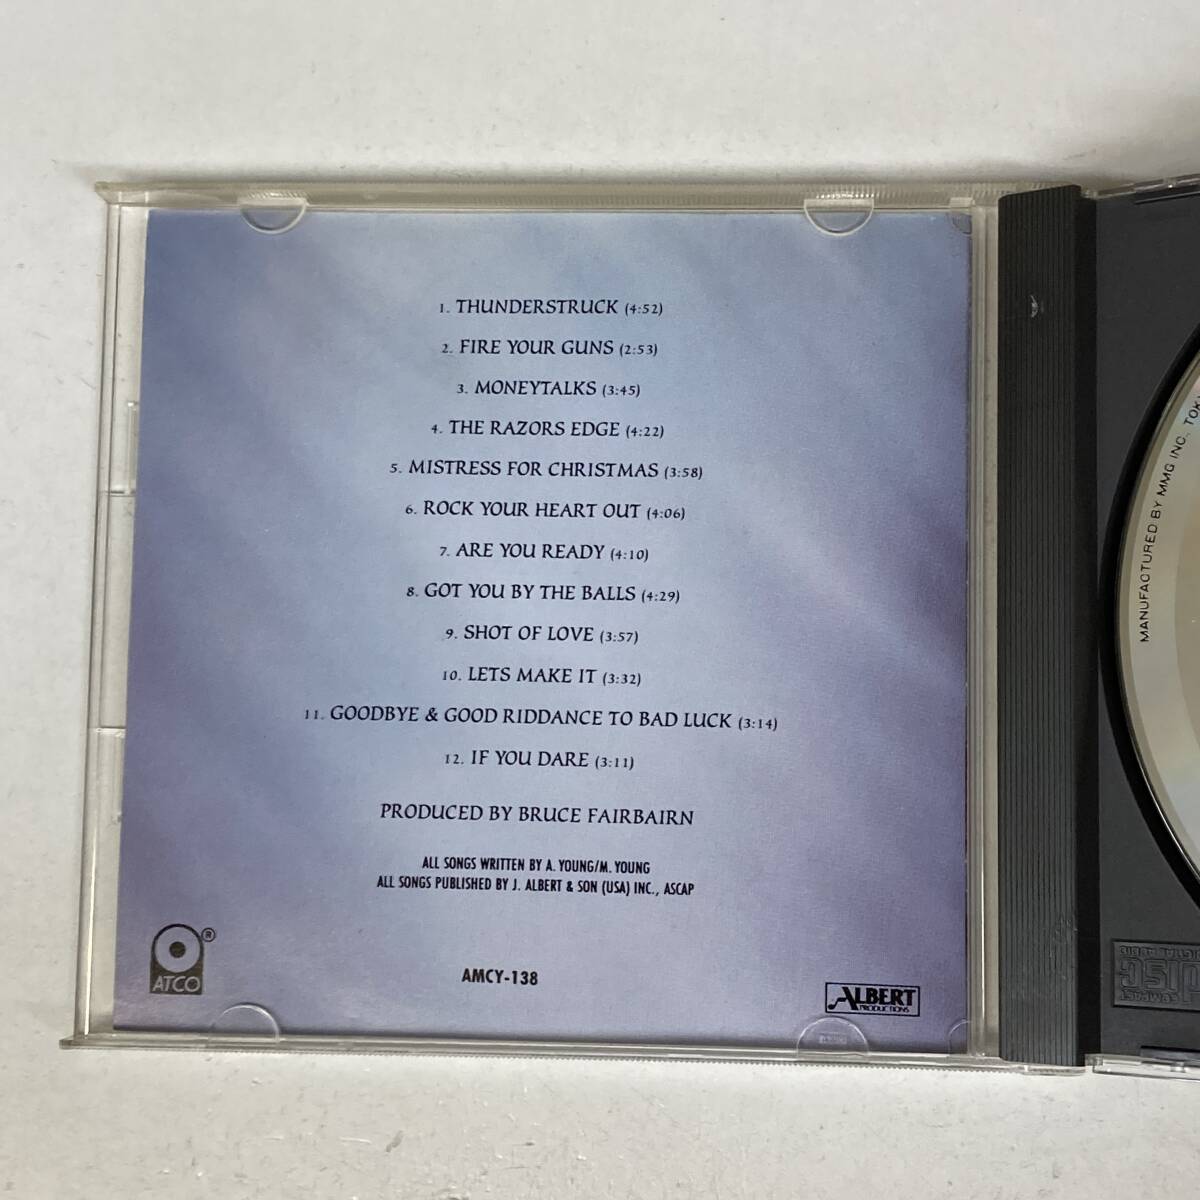 1. THUNDERSTRUCK (4:52)
2. FIRE YOUR GUNS (2:53)
3. MONEYTALKS (3:45)
4. THE RAZORS EDGE (4:22)
5. MISTRESS FOR CHRISTMAS (3:58)
6. ROCK YOUR HEART OUT (4:06)
7. ARE YOU READY (4:10)
8. GOT YOU BY THE BALLS (4:29)
9. SHOT OF LOVE (3:57)
10. LETS MAKE IT (3:32)
11. GOODBYE & GOOD RIDDANCE TO BAD LUCK (3:14)
12. IF YOU DARE (3:11)
PRODUCED BY BRUCE FAIRBAIRN
ALL SONGS WRITTEN BY A. YOUNG/M. YOUNG
ALL SONGS PUBLISHED BY J. ALBERT & SON (USA) INC., ASCAP
ATCO ®
AMCY-138
ALBERT
PRODUCTIONS
MANUFACTURED BY MMG INC., TOK
COMPACT
DISC
DIGITAL AUDIO